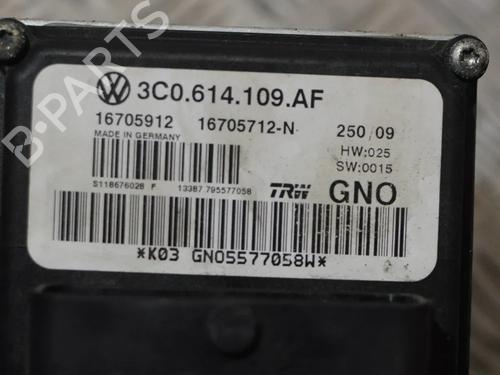 B-PARTS
3C0.614.109.AF
16705912 16705712-N 250 09
MADE IN GERMANY
HW:025
SW:0015
S118676028 F 13387 795577058 TRW GNO
*K03 GNO5577058W*